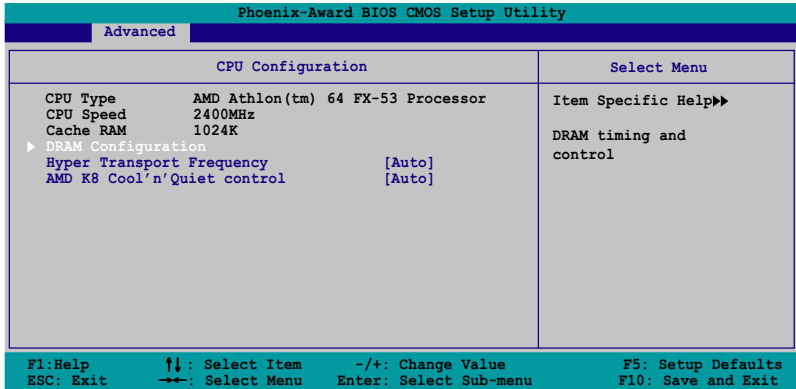 Phoenix-Award BIOS CMOS Setup Utility
Advanced
CPU Configuration
Select Menu
CPU Type AMD Athlon(tm) 64 FX-53 Processor
CPU Speed 2400MHz
Cache RAM 1024K
DRAM Configuration
Hyper Transport Frequency [Auto]
AMD K8 Cool'n'Quiet control [Auto]
Item Specific Help
DRAM timing and
control
F1:Help ↑↓: Select Item -/+: Change Value F5: Setup Defaults
ESC: Exit →←: Select Menu Enter: Select Sub-menu F10: Save and Exit